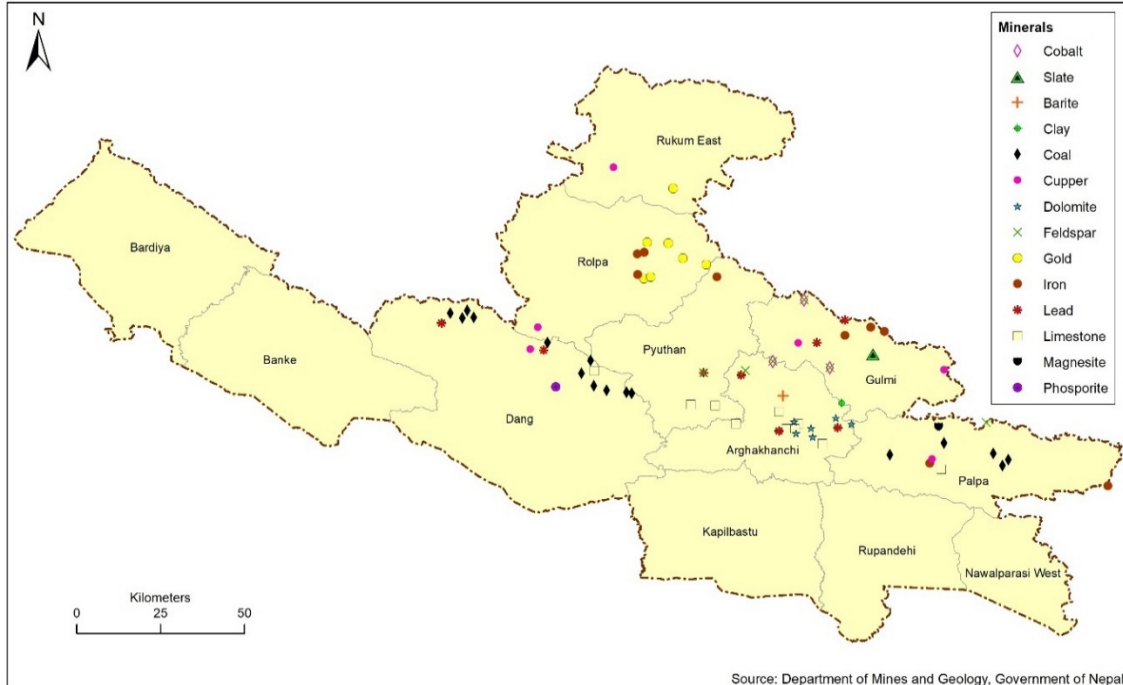 N
Minerals
Cobalt
Slate
Barite
Clay
Coal
Cupper
Dolomite
Feldspar
Gold
Iron
Lead
Limestone
Magnesite
Phosporite
Rukum East
Bardiya
Rolpa
Banke
Pyuthan
Gulmi
Dang
Arghakhanchi
Palpa
Kapilbastu
Rupandehi
Nawalparasi West
Kilometers
0 25 50
Source: Department of Mines and Geology, Government of Nepal